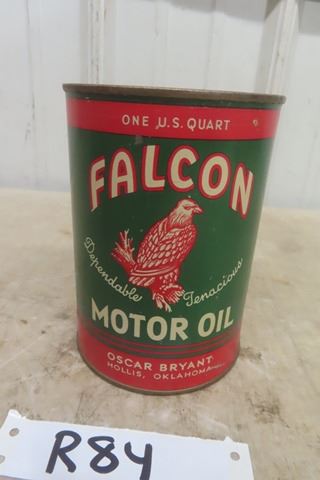 ONE U.S. QUART
FALCON
Dependable Tenacious
MOTOR OIL
OSCAR BRYANT
HOLLIS, OKLAHOMA
R84